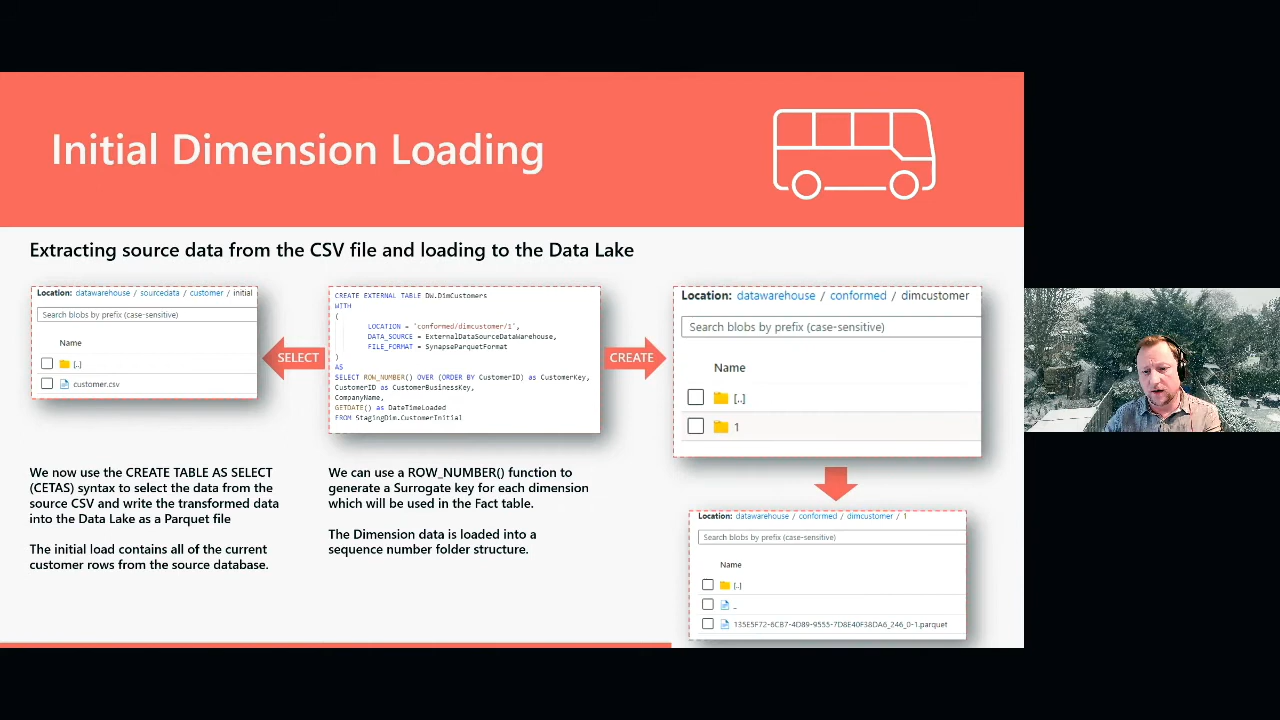 Initial Dimension Loading
Extracting source data from the CSV file and loading to the Data Lake
Location: datawarehouse / sourcedata / customer / initial
Search blobs by prefix (case-sensitive)
Name
[..]
customer.csv
SELECT
CREATE EXTERNAL TABLE Dw.DimCustomers
WITH
(
LOCATION = 'conformed/dimcustomer/1',
DATA_SOURCE = ExternalDataSourceDataWarehouse,
FILE_FORMAT = SynapseParquetFormat
)
AS
SELECT ROW_NUMBER() OVER (ORDER BY CustomerID) as CustomerKey,
CustomerID as CustomerBusinessKey,
CompanyName,
GETDATE() as DateTimeLoaded
FROM StagingDim.CustomerInitial
CREATE
Location: datawarehouse / conformed / dimcustomer
Search blobs by prefix (case-sensitive)
Name
[..]
1
We now use the CREATE TABLE AS SELECT
(CETAS) syntax to select the data from the
source CSV and write the transformed data
into the Data Lake as a Parquet file
The initial load contains all of the current
customer rows from the source database.
We can use a ROW_NUMBER() function to
generate a Surrogate key for each dimension
which will be used in the Fact table.
The Dimension data is loaded into a
sequence number folder structure.
Location: datawarehouse / conformed / dimcustomer / 1
Search blobs by prefix (case-sensitive)
Name
[..]
_
135E5F72-6CB7-4D89-9555-7D8E40F38DA6_246_0-1.parquet